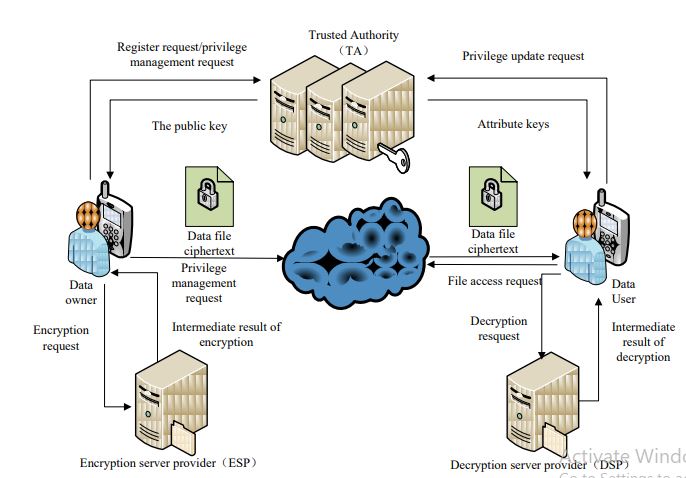 Trusted Authority
（TA）
Register request/privilege
management request
Privilege update request
The public key
Attribute keys
Data file
ciphertext
Privilege
management
request
Data file
ciphertext
File access request
Data
owner
Data
User
Encryption
request
Intermediate result of
encryption
Decryption
resquest
Intermediate
result of
decryption
Encryption server provider（ESP）
Decryption server provider（DSP）
Activate Windo
Go to Settings to a